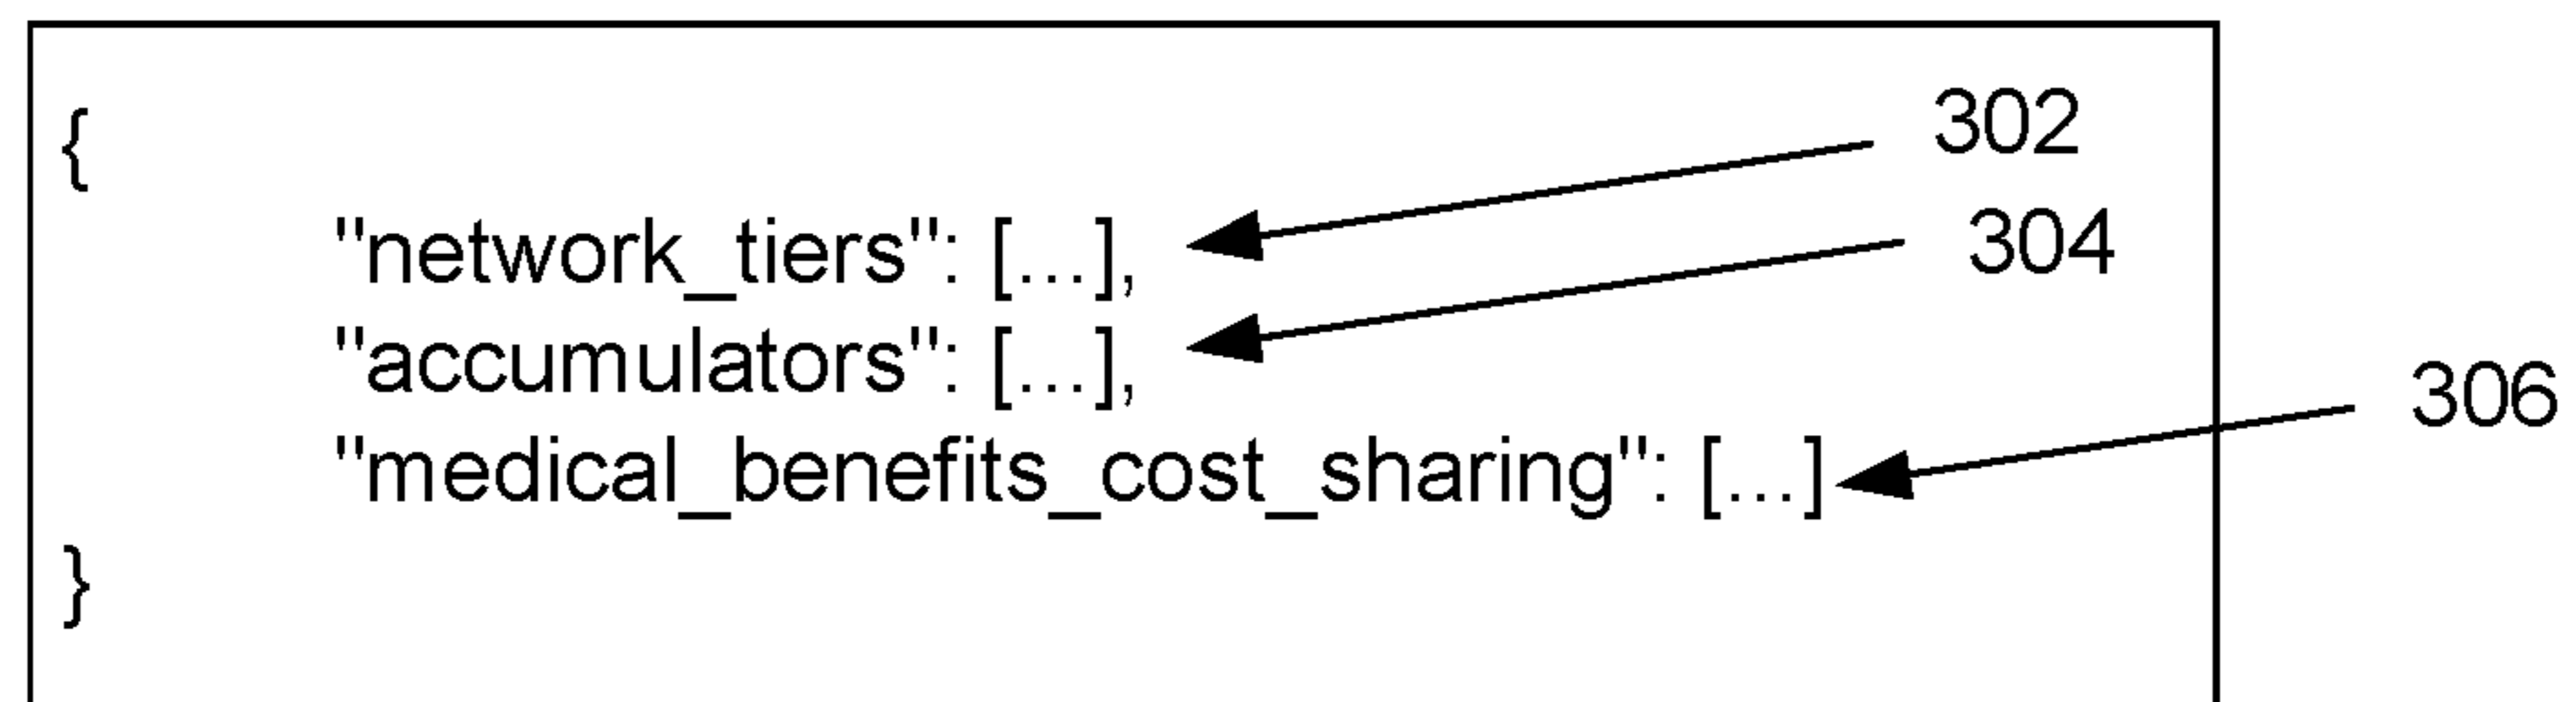 {
302
"network_tiers": [...],
304
"accumulators": [...],
306
"medical_benefits_cost_sharing": [...]
}